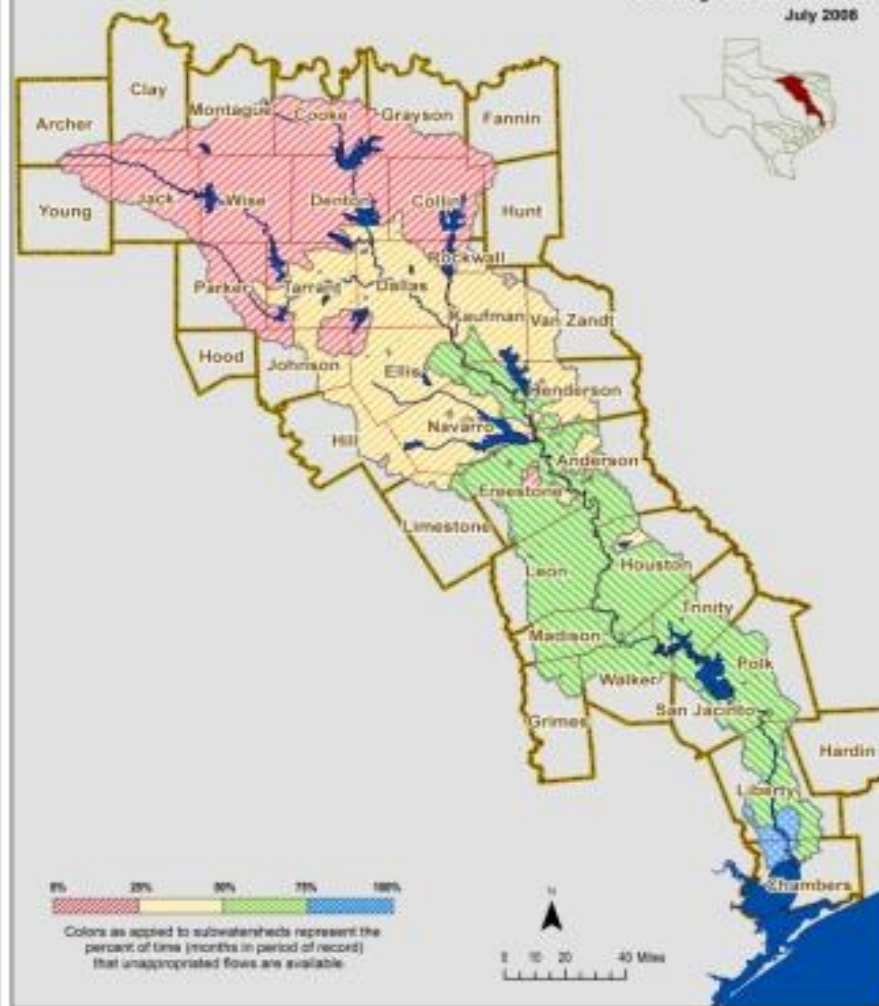 July 2008
Clay
Montague
Cooke
Grayson
Fannin
Archer
Young
Jack
Wise
Denton
Collin
Hunt
Rockwall
Parker
Tarrant
Dallas
Kaufman
Van Zandt
Hood
Johnson
Ellis
Henderson
Hill
Navarro
Anderson
Freestone
Limestone
Leon
Houston
Trinity
Madison
Polk
Walker
San Jacinto
Grimes
Hardin
Liberty
Chambers
0% 25% 50% 75% 100%
Colors as applied to subwatersheds represent the
percent of time (months in period of record)
that unappropriated flows are available
N
0 10 20 40 Miles